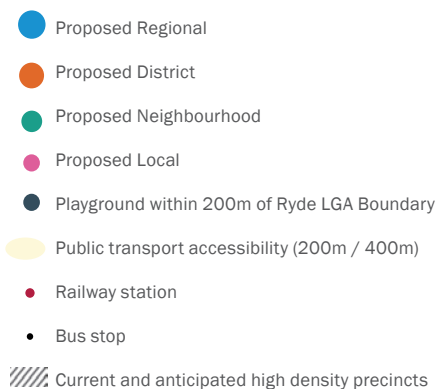 Proposed Regional
Proposed District
Proposed Neighbourhood
Proposed Local
Playground within 200m of Ryde LGA Boundary
Public transport accessibility (200m / 400m)
Railway station
Bus stop
Current and anticipated high density precincts